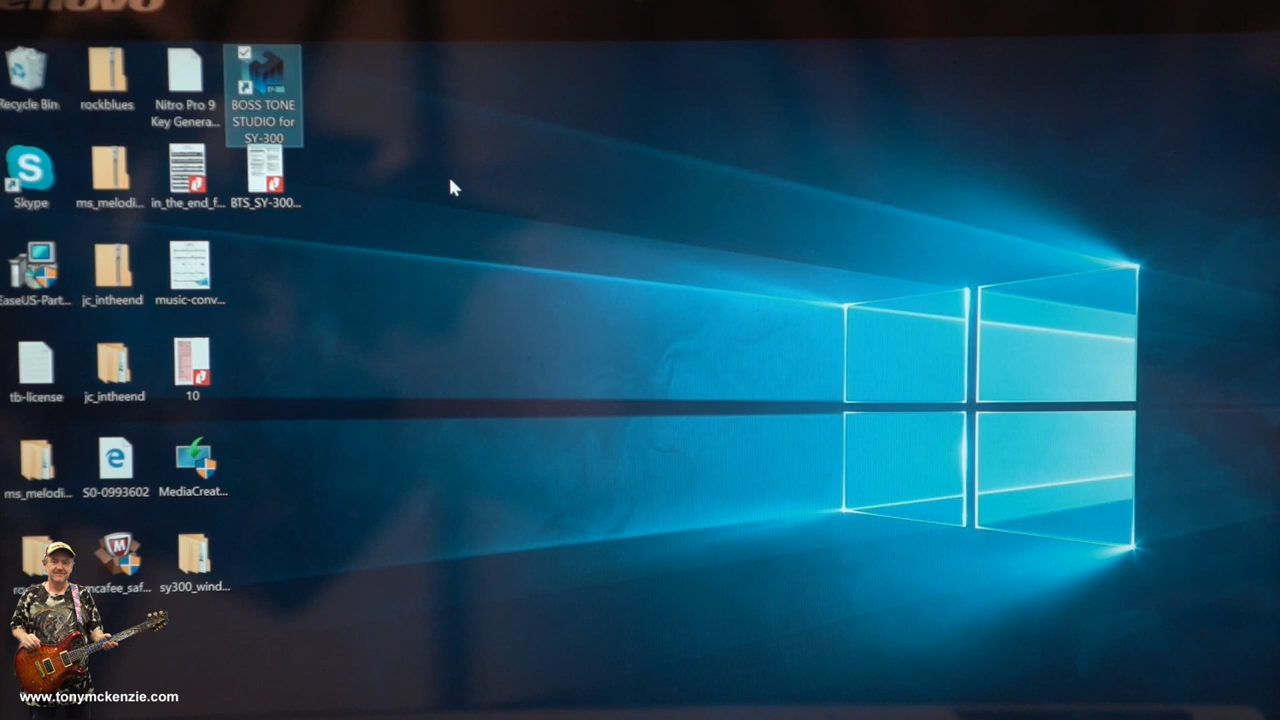 enovo
Recycle Bin
rockblues
Nitro Pro 9
Key Genera...
BOSS TONE
STUDIO for
SY-300
Skype
ms_melodi...
in_the_end_f...
BTS_SY-300...
EaseUS-Part...
jc_intheend
music-conv...
tb-license
jc_intheend
10
ms_melodi...
S0-0993602
MediaCreat...
mcafee_saf...
sy300_wind...
www.tonymckenzie.com